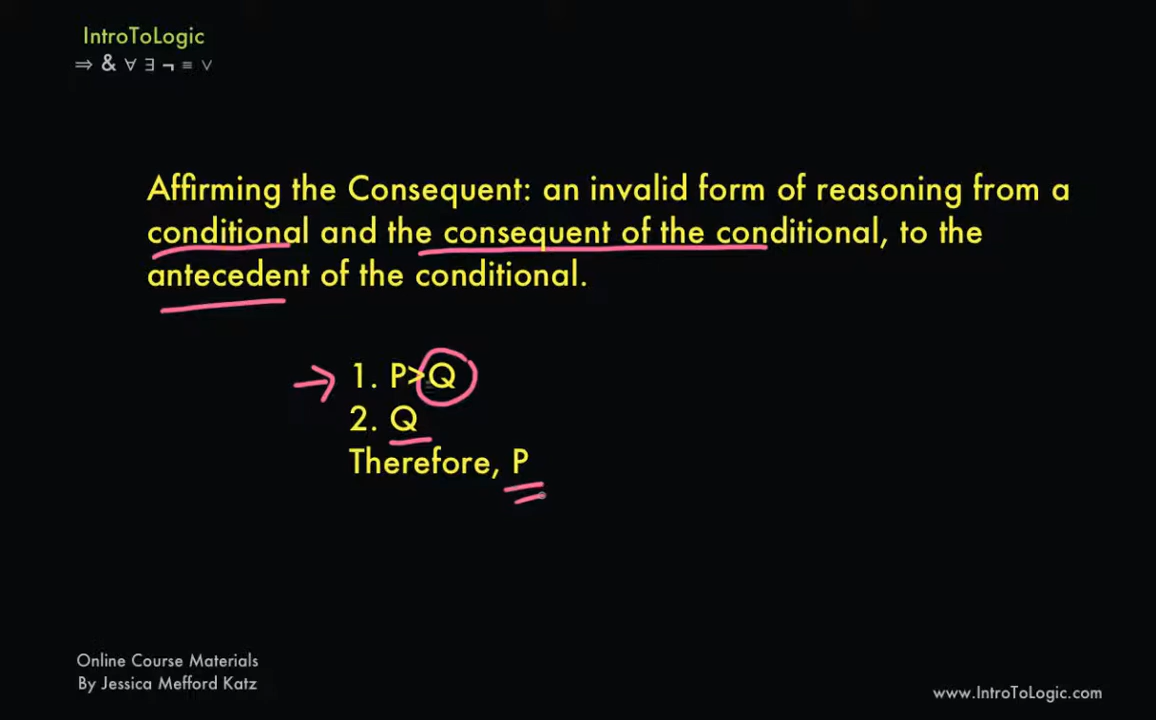 IntroToLogic
⇒ & ∀ ∃ ¬ ≡ ∨
Affirming the Consequent: an invalid form of reasoning from a
conditional and the consequent of the conditional, to the
antecedent of the conditional.
1. P>Q
2. Q
Therefore, P
Online Course Materials
By Jessica Mefford Katz
www.IntroToLogic.com